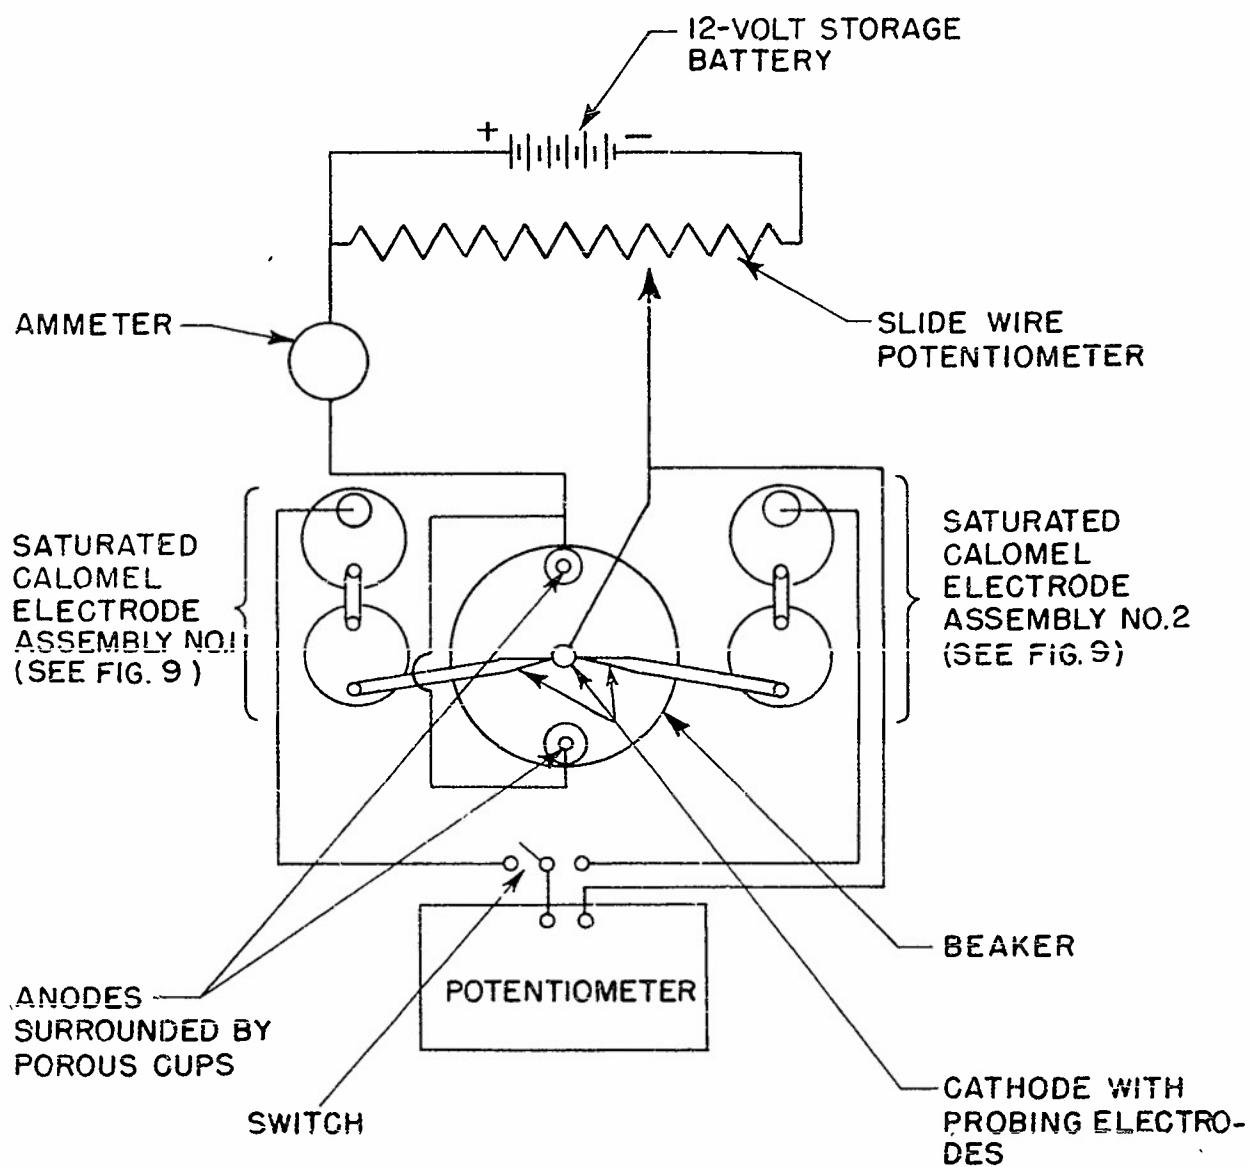 12-VOLT STORAGE
BATTERY
+
−
AMMETER
SLIDE WIRE
POTENTIOMETER
SATURATED
CALOMEL
ELECTRODE
ASSEMBLY NO.1
(SEE FIG. 9)
SATURATED
CALOMEL
ELECTRODE
ASSEMBLY NO.2
(SEE FIG. 9)
BEAKER
POTENTIOMETER
ANODES
SURROUNDED BY
POROUS CUPS
SWITCH
CATHODE WITH
PROBING ELECTRO-
DES